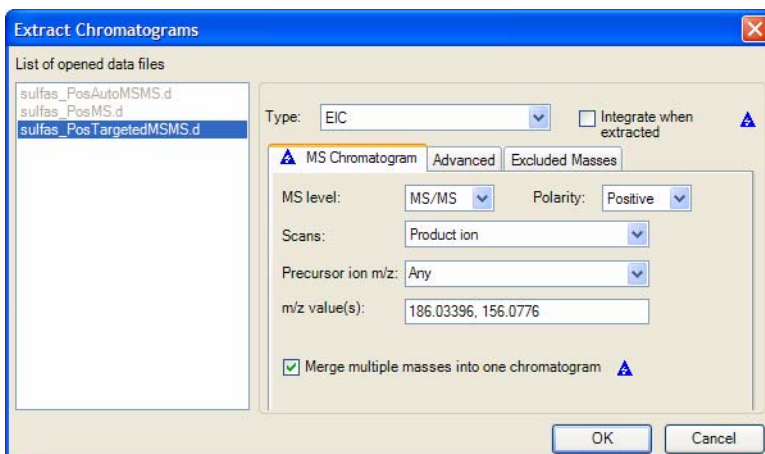 Extract Chromatograms
List of opened data files
sulfas_PosAutoMSMS.d
sulfas_PosMS.d
sulfas_PosTargetedMSMS.d
Type: EIC
Integrate when
extracted
MS Chromatogram Advanced Excluded Masses
MS level: MS/MS Polarity: Positive
Scans: Product ion
Precursor ion m/z: Any
m/z value(s): 186.03396, 156.0776
Merge multiple masses into one chromatogram
OK Cancel